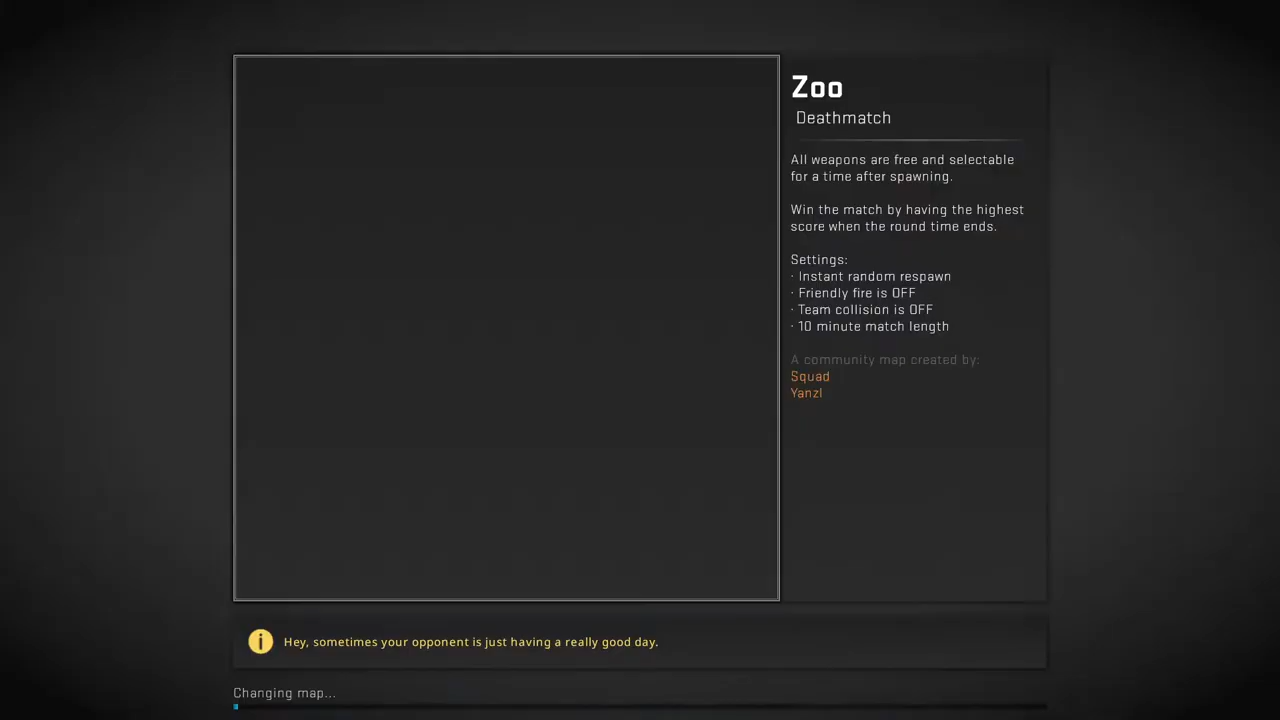 Zoo
Deathmatch
All weapons are free and selectable
for a time after spawning.
Win the match by having the highest
score when the round time ends.
Settings:
· Instant random respawn
· Friendly fire is OFF
· Team collision is OFF
· 10 minute match length
A community map created by:
Squad
Yanzl
Hey, sometimes your opponent is just having a really good day.
Changing map...